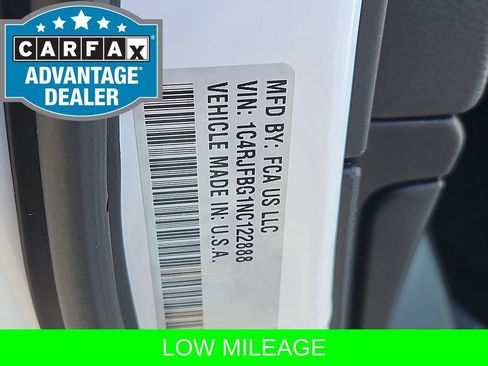 CARFAX
ADVANTAGE
DEALER
MFD BY: FCA US LLC
VIN: 1C4RJFBG1NC122888
VEHICLE MADE IN: U.S.A.
LOW MILEAGE